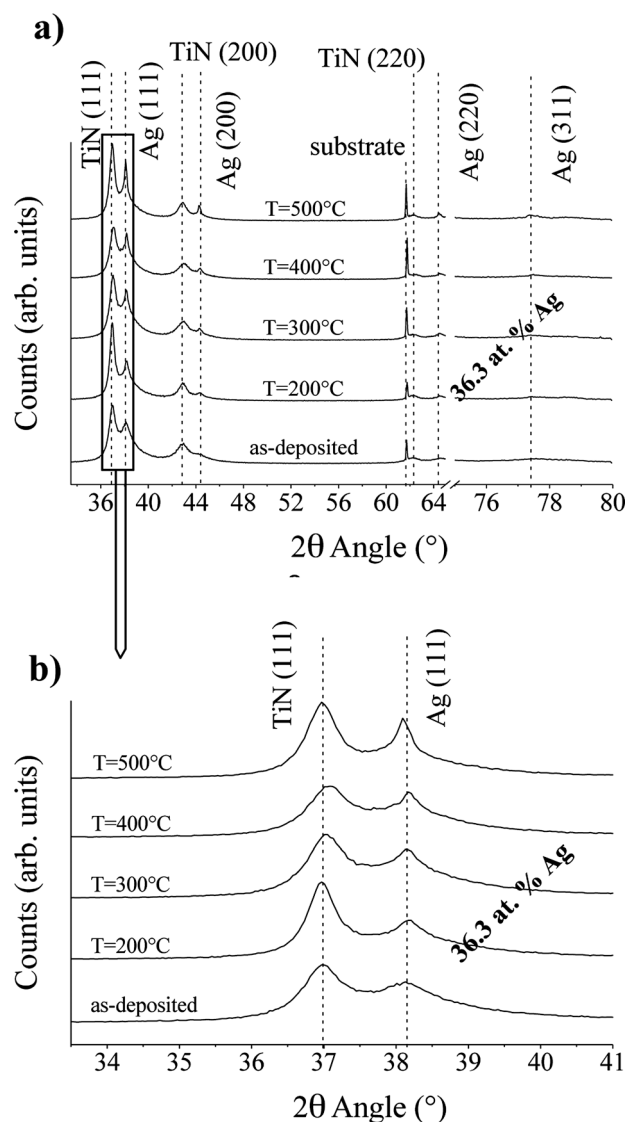 a)
TiN (111)
Ag (111)
TiN (200)
Ag (200)
TiN (220)
Ag (220)
Ag (311)
substrate
T=500°C
T=400°C
T=300°C
T=200°C
as-deposited
36.3 at. % Ag
Counts (arb. units)
36 40 44 48 52 56 60 64 76 78 80
2θ Angle (°)
b)
TiN (111)
Ag (111)
T=500°C
T=400°C
T=300°C
T=200°C
as-deposited
36.3 at. % Ag
Counts (arb. units)
34 35 36 37 38 39 40 41
2θ Angle (°)